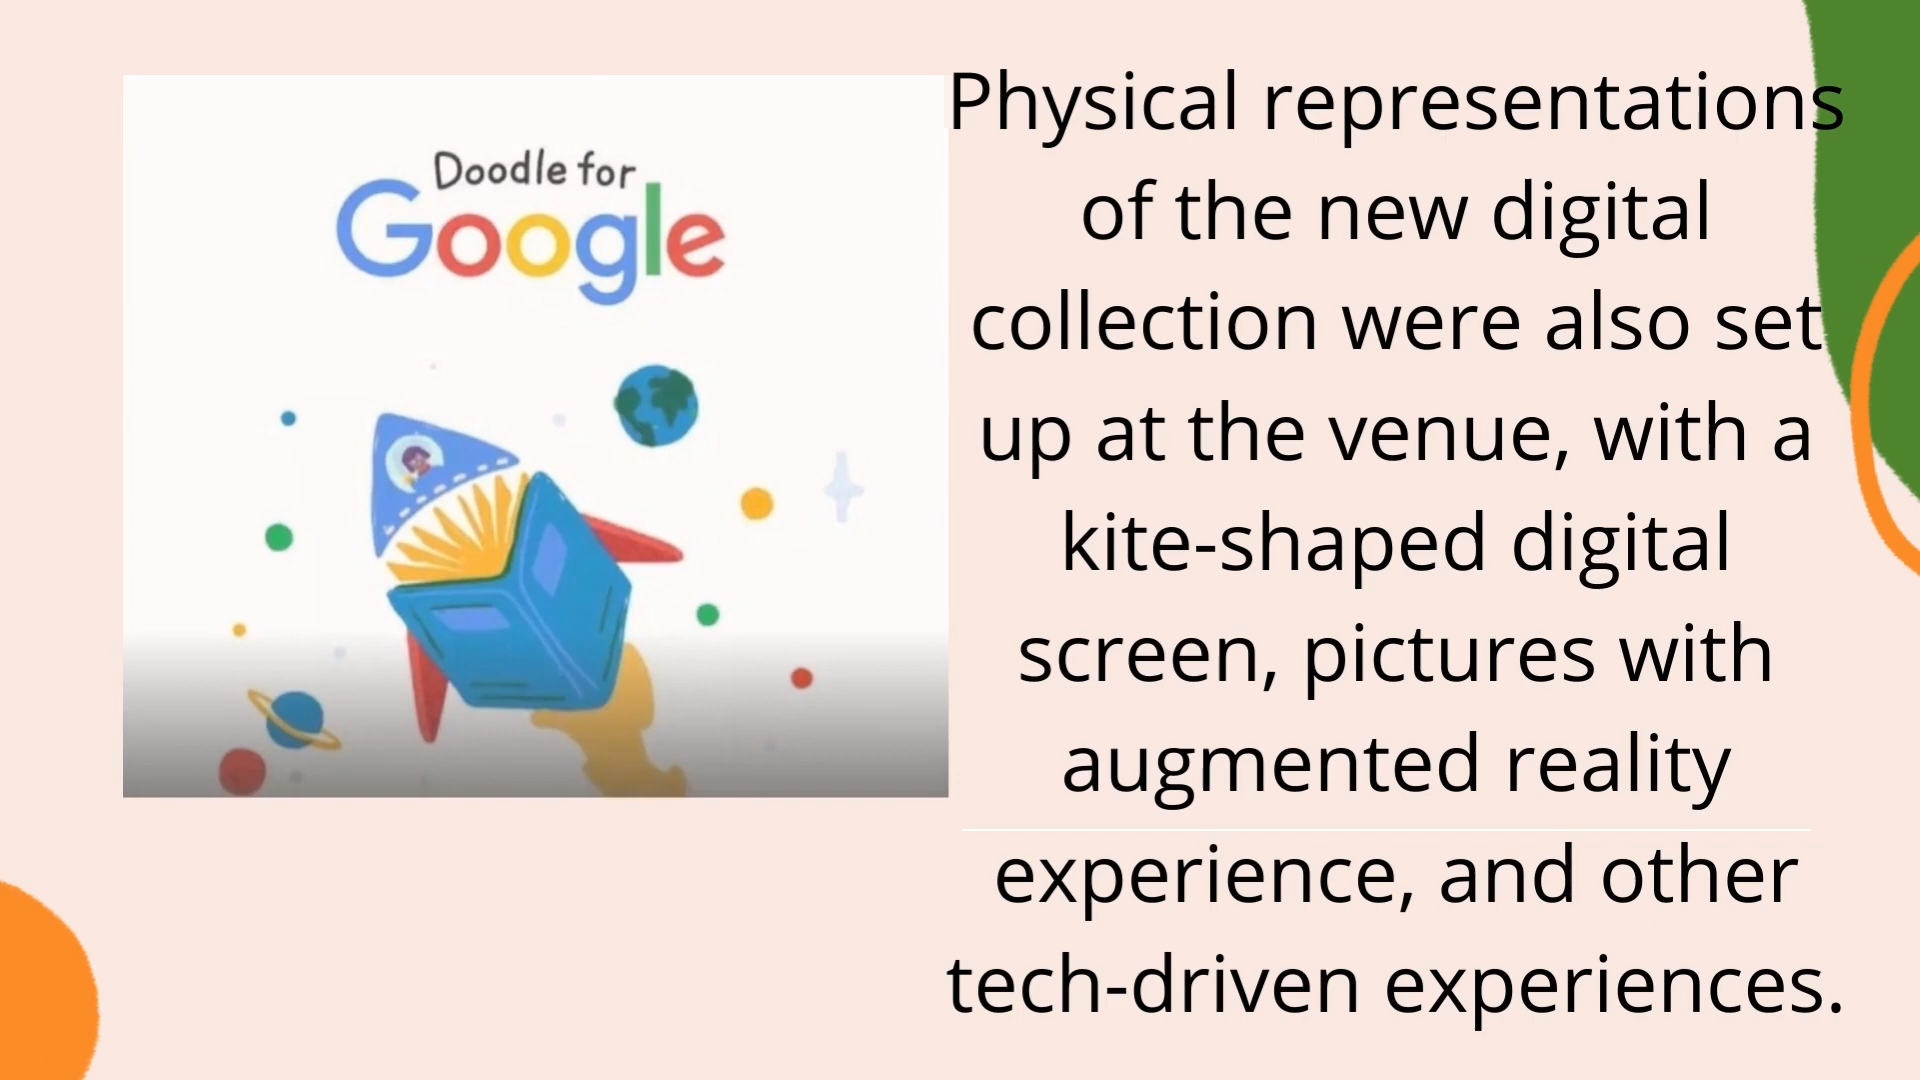 Doodle for
Google
Physical representations
of the new digital
collection were also set
up at the venue, with a
kite-shaped digital
screen, pictures with
augmented reality
experience, and other
tech-driven experiences.